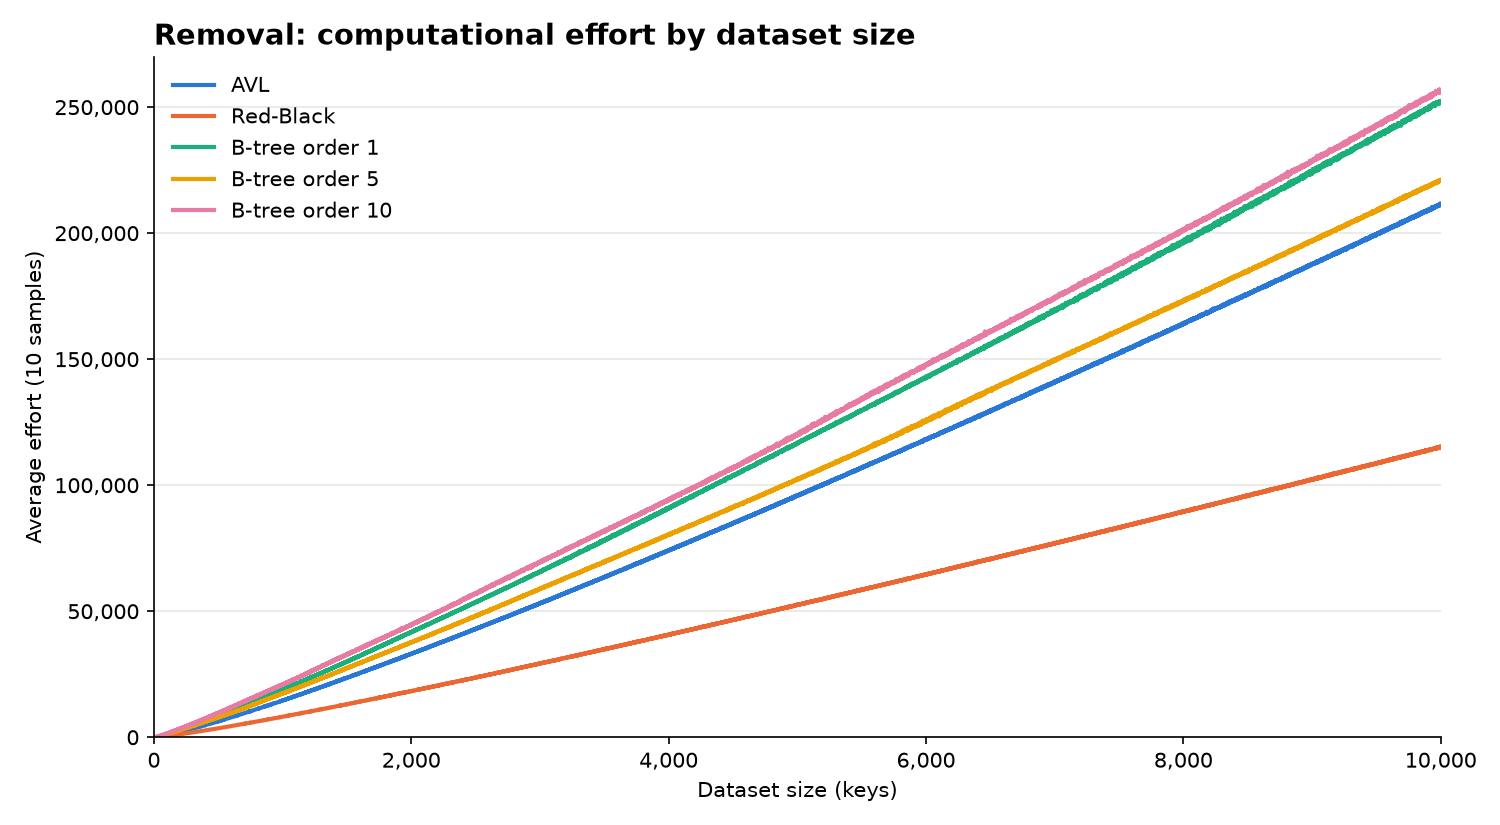 Removal: computational effort by dataset size
AVL
Red-Black
B-tree order 1
B-tree order 5
B-tree order 10
Average effort (10 samples)
250,000
200,000
150,000
100,000
50,000
0
0 2,000 4,000 6,000 8,000 10,000
Dataset size (keys)